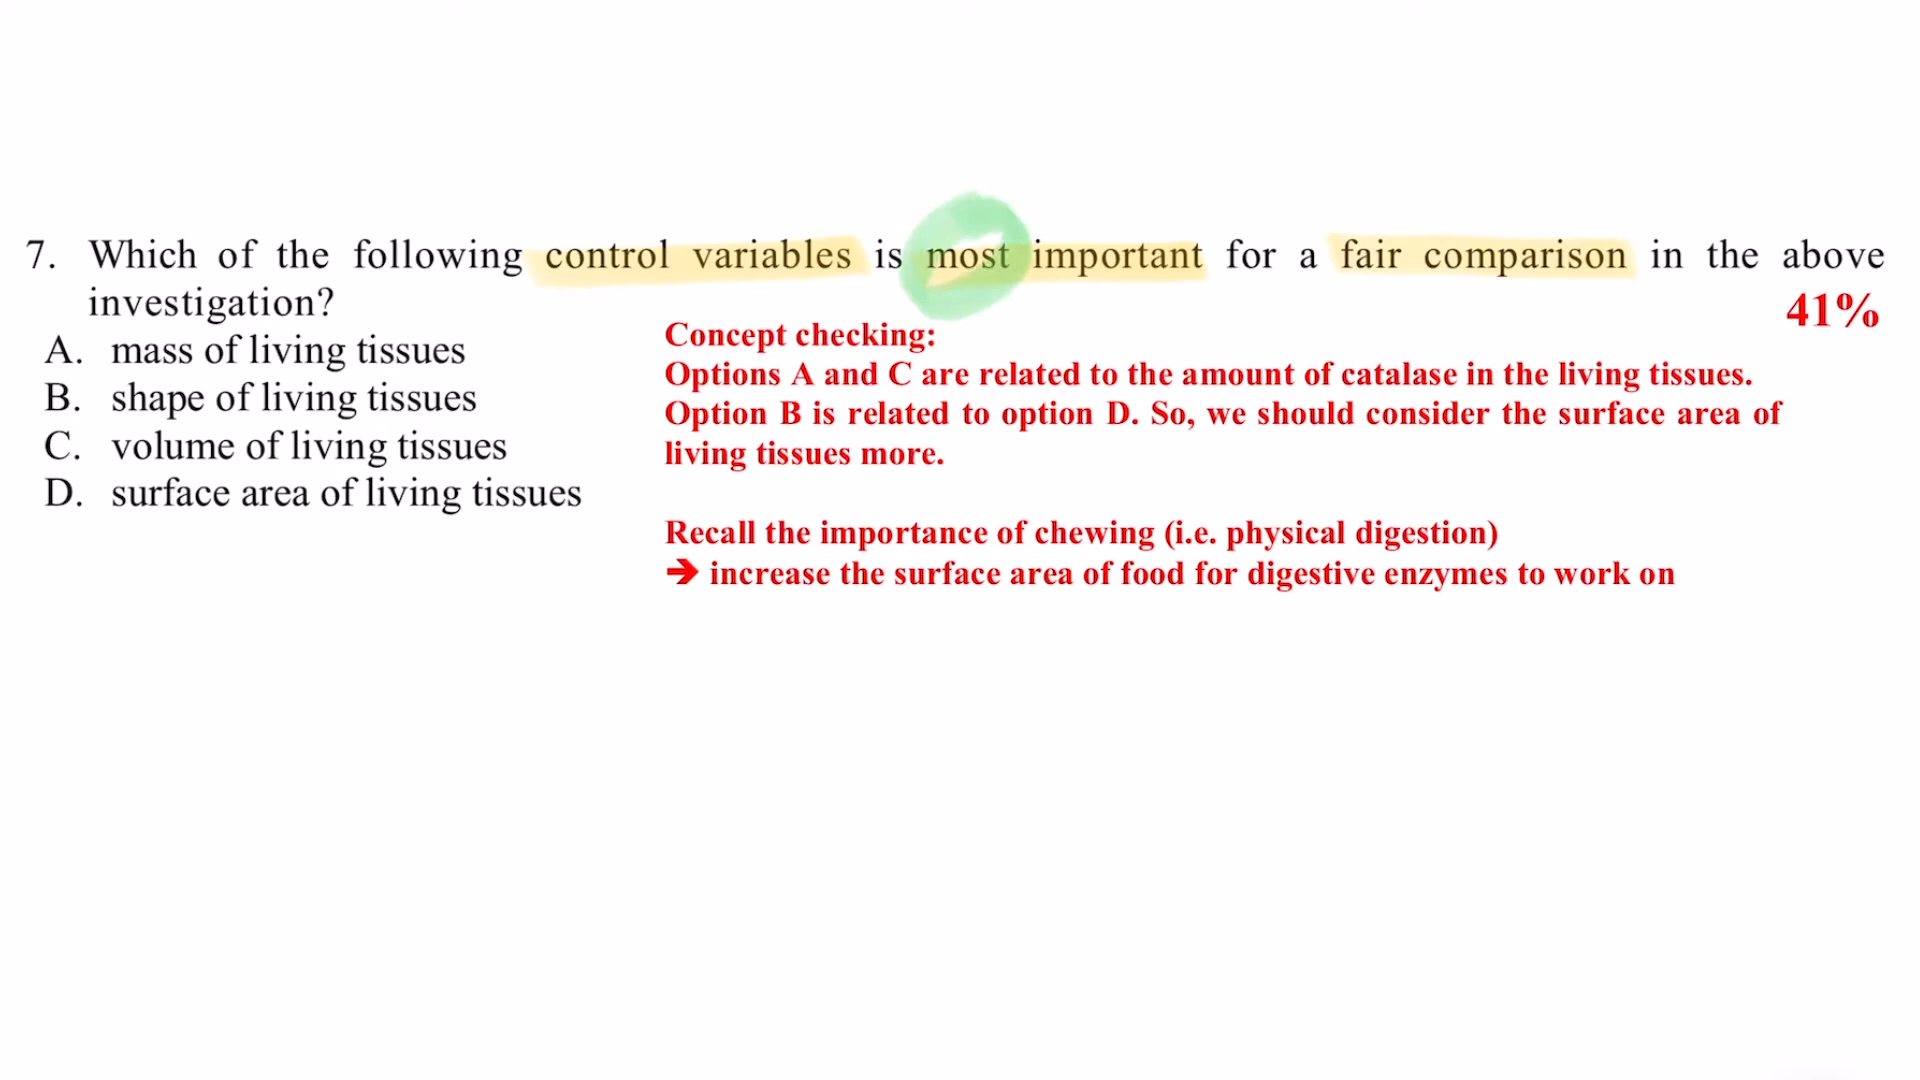 7. Which of the following control variables is most important for a fair comparison in the above
investigation?
41%
A. mass of living tissues
B. shape of living tissues
C. volume of living tissues
D. surface area of living tissues
Concept checking:
Options A and C are related to the amount of catalase in the living tissues.
Option B is related to option D. So, we should consider the surface area of
living tissues more.
Recall the importance of chewing (i.e. physical digestion)
➔ increase the surface area of food for digestive enzymes to work on